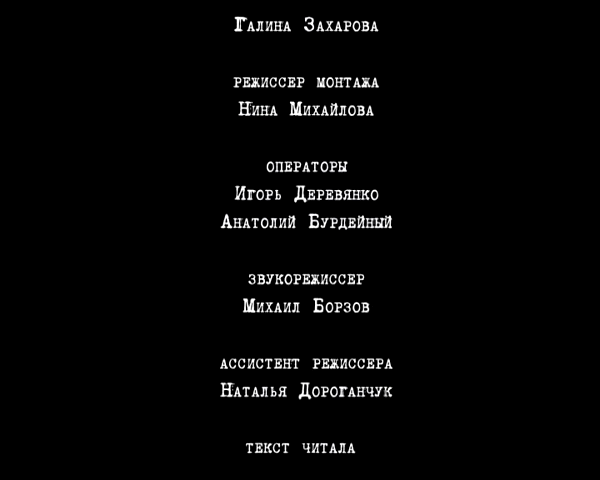 Галина Захарова
режиссер монтажа
Нина Михайлова
операторы
Игорь Деревянко
Анатолий Бурдейный
звукорежиссер
Михаил Борзов
ассистент режиссера
Наталья Дороганчук
текст читала